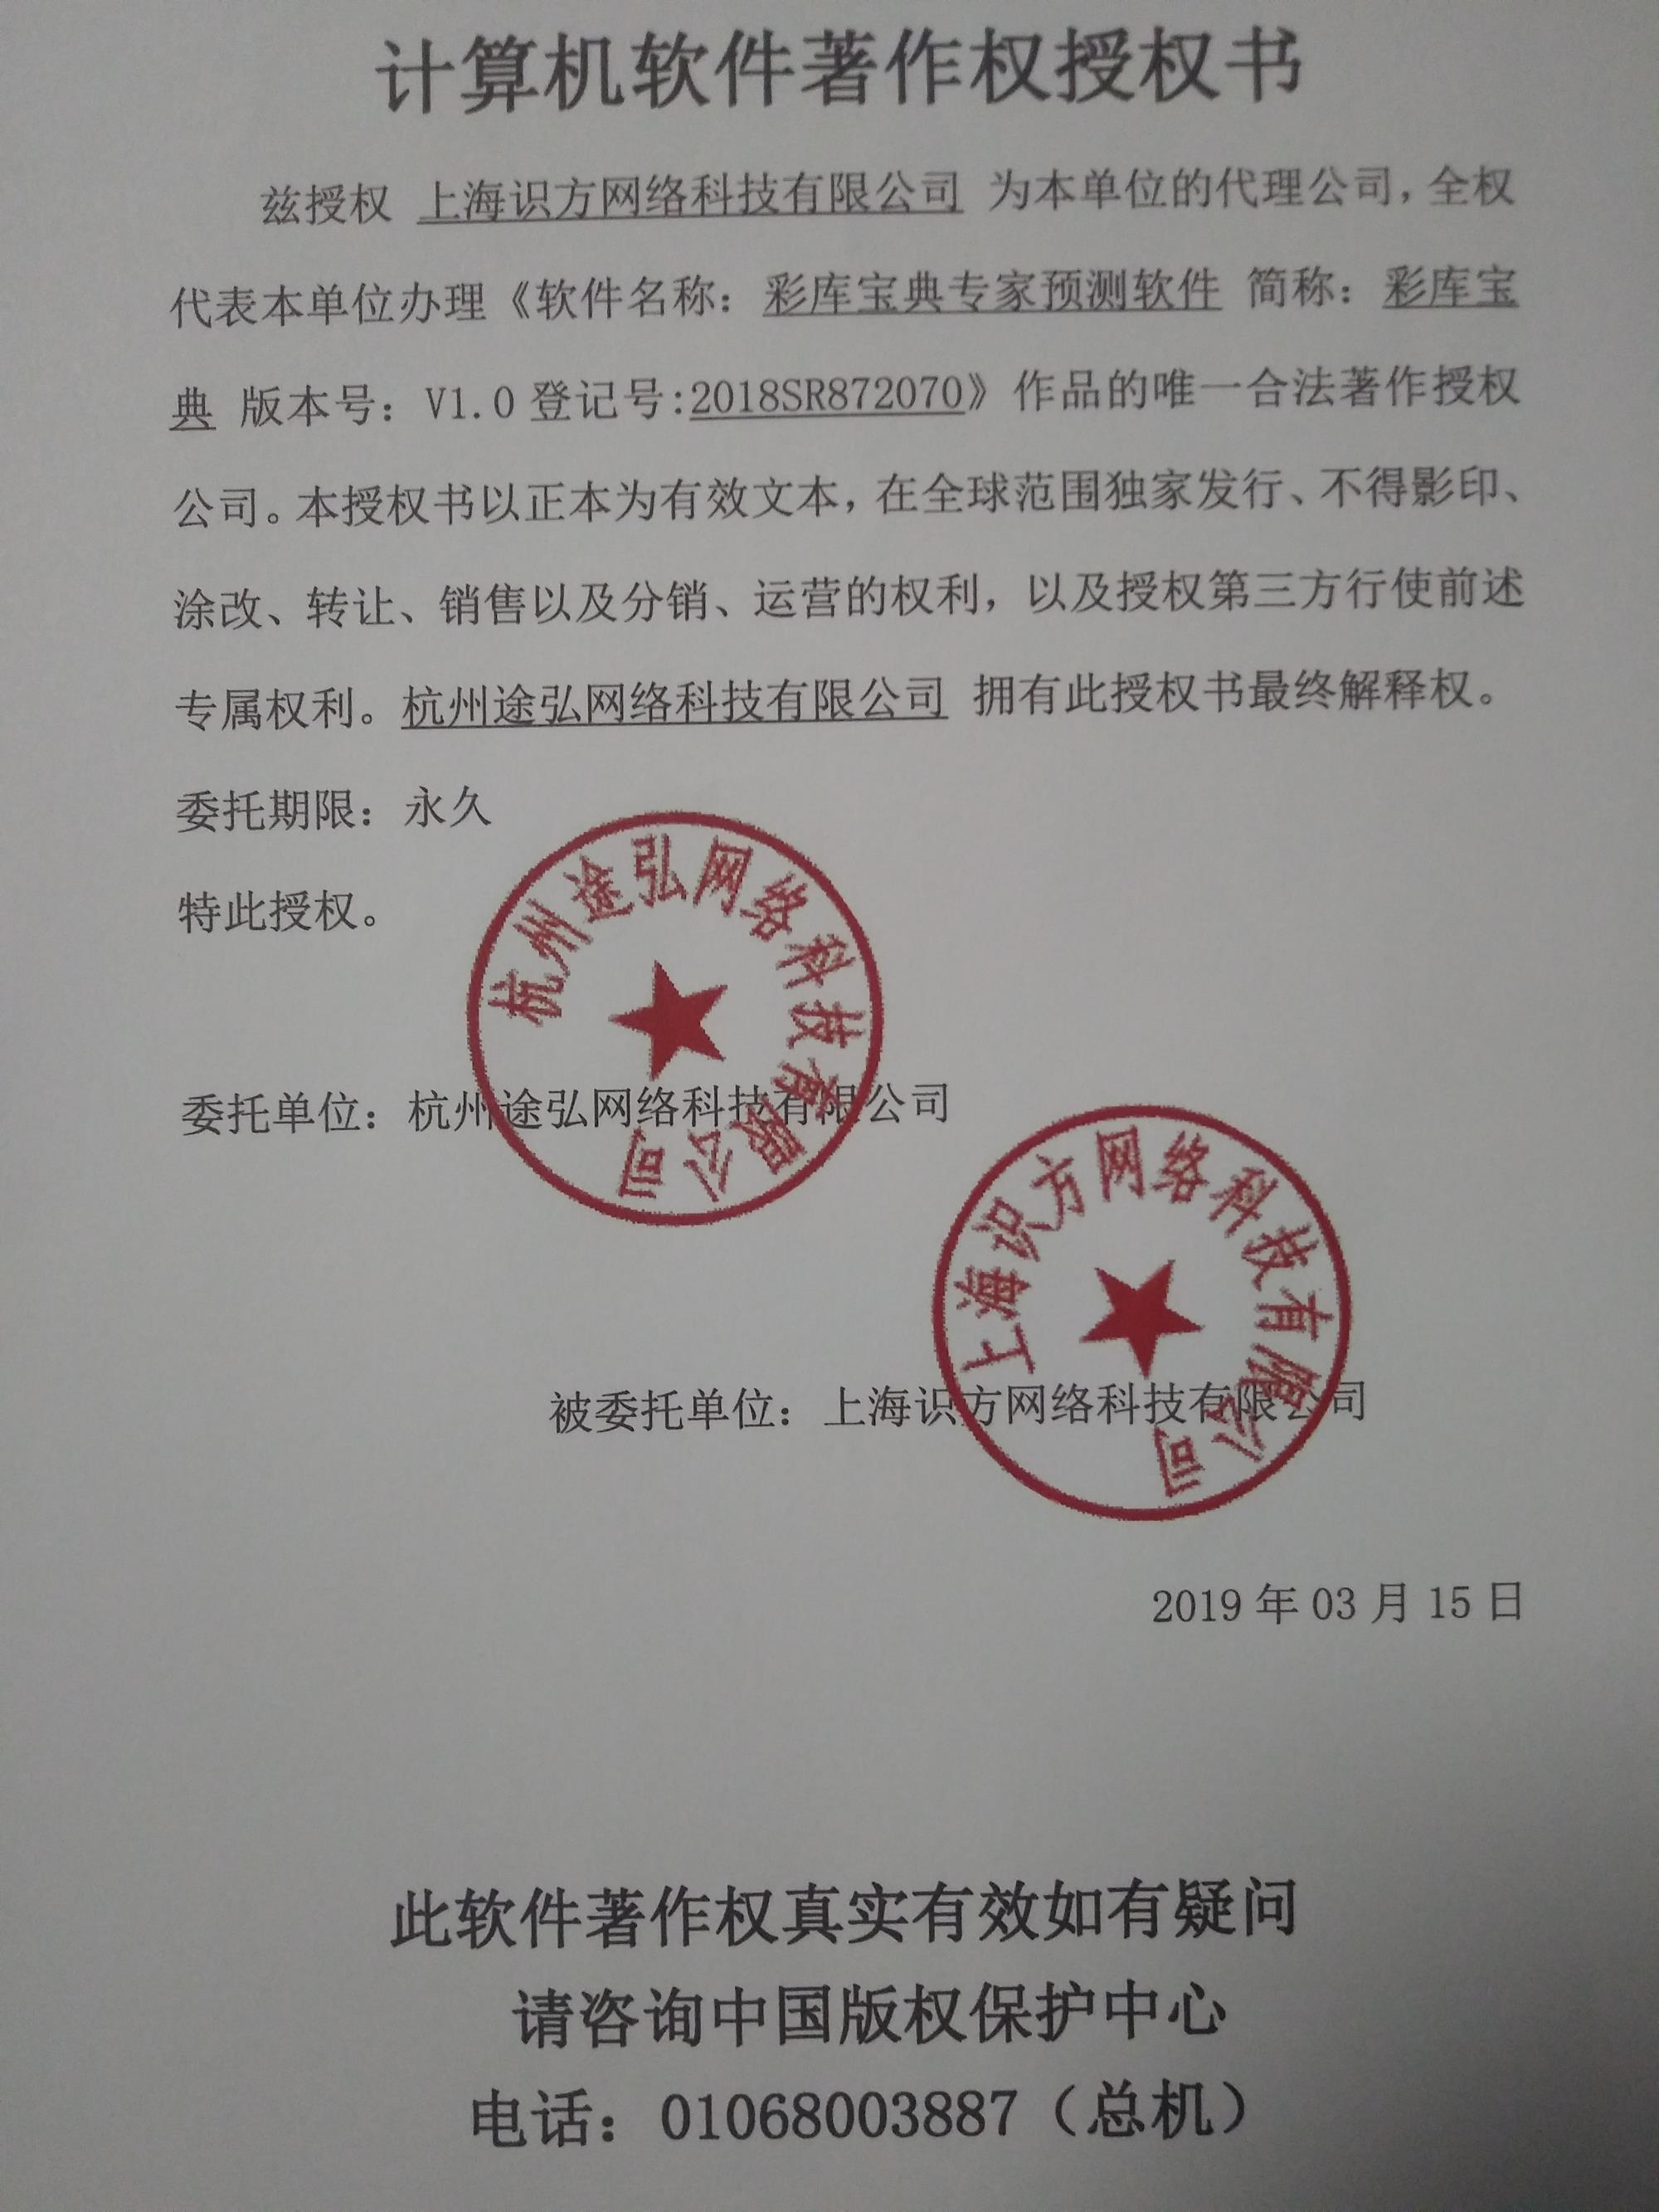 计算机软件著作权授权书
兹授权 上海识方网络科技有限公司 为本单位的代理公司，全权
代表本单位办理《软件名称：彩库宝典专家预测软件 简称：彩库宝
典 版本号：V1.0 登记号:2018SR872070》作品的唯一合法著作授权
公司。本授权书以正本为有效文本，在全球范围独家发行、不得影印、
涂改、转让、销售以及分销、运营的权利，以及授权第三方行使前述
专属权利。杭州途弘网络科技有限公司 拥有此授权书最终解释权。
委托期限：永久
特此授权。
杭州途弘网络科技有限公司
委托单位：杭州途弘网络科技有限公司
上海识方网络科技有限公司
被委托单位：上海识方网络科技有限公司
2019 年 03 月 15 日
此软件著作权真实有效如有疑问
请咨询中国版权保护中心
电话：01068003887（总机）